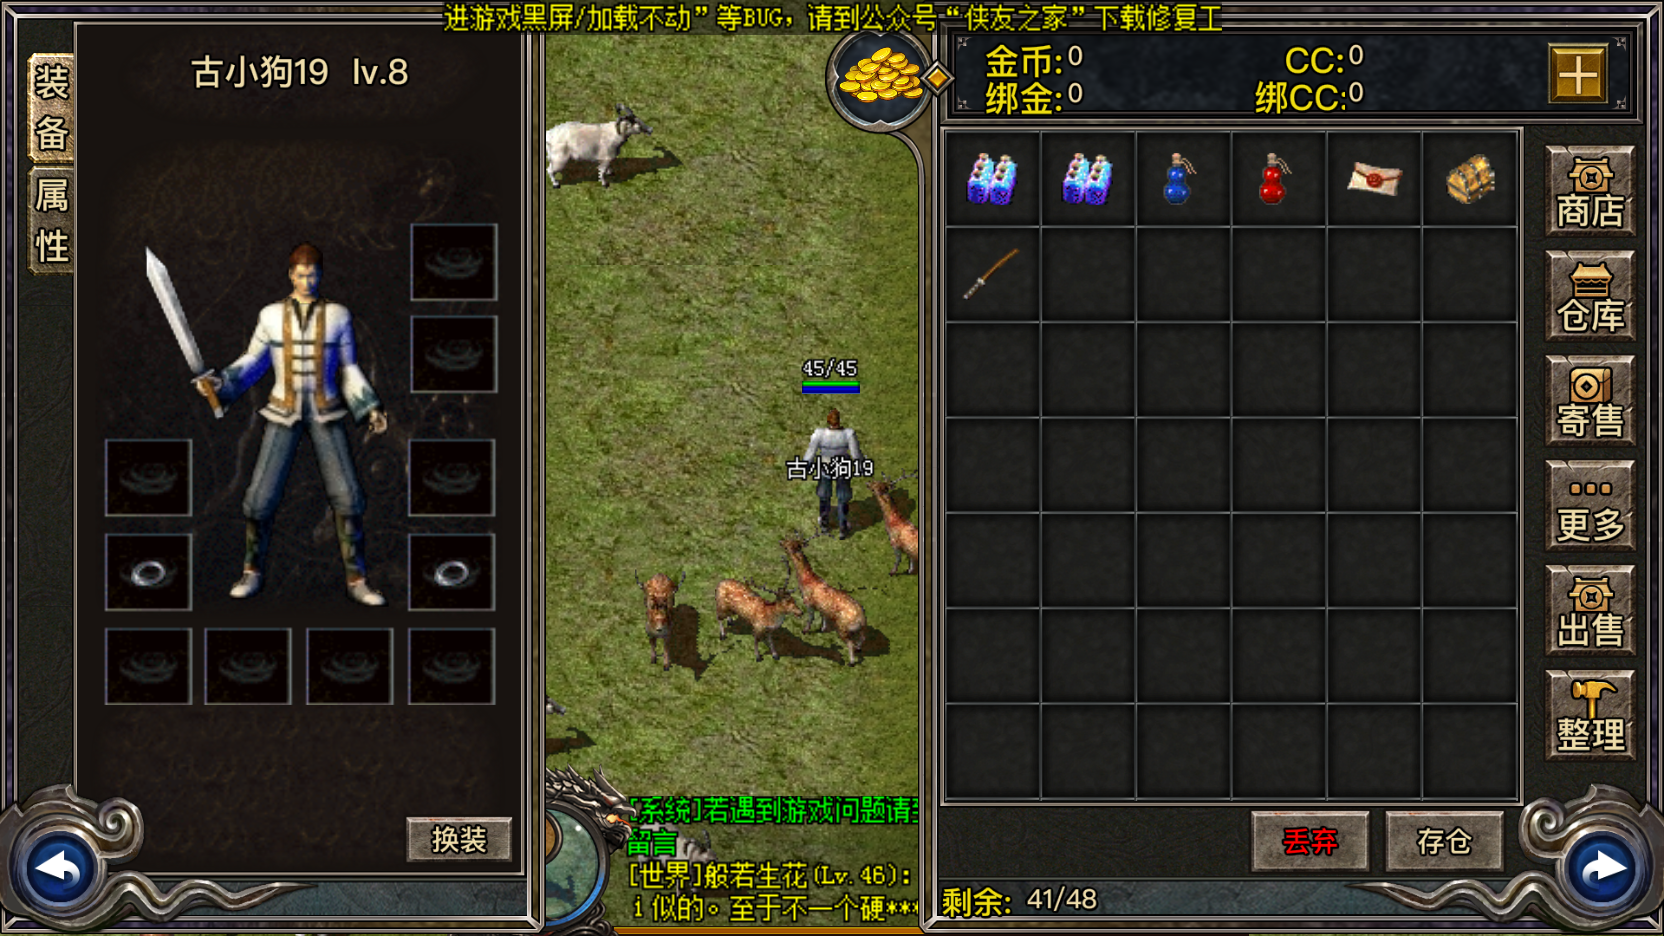 进游戏黑屏/加载不动”等BUG，请到公众号“侠友之家”下载修复工
装备
属性
古小狗19 lv.8
换装
45/45
古小狗19
[系统]若遇到游戏问题请到
留言
[世界]般若生花(Lv.46):
i 似的。至于不一个硬***
金币:0
CC:0
绑金:0
绑CC:0
商店
仓库
寄售
更多
出售
整理
丢弃
存仓
剩余: 41/48